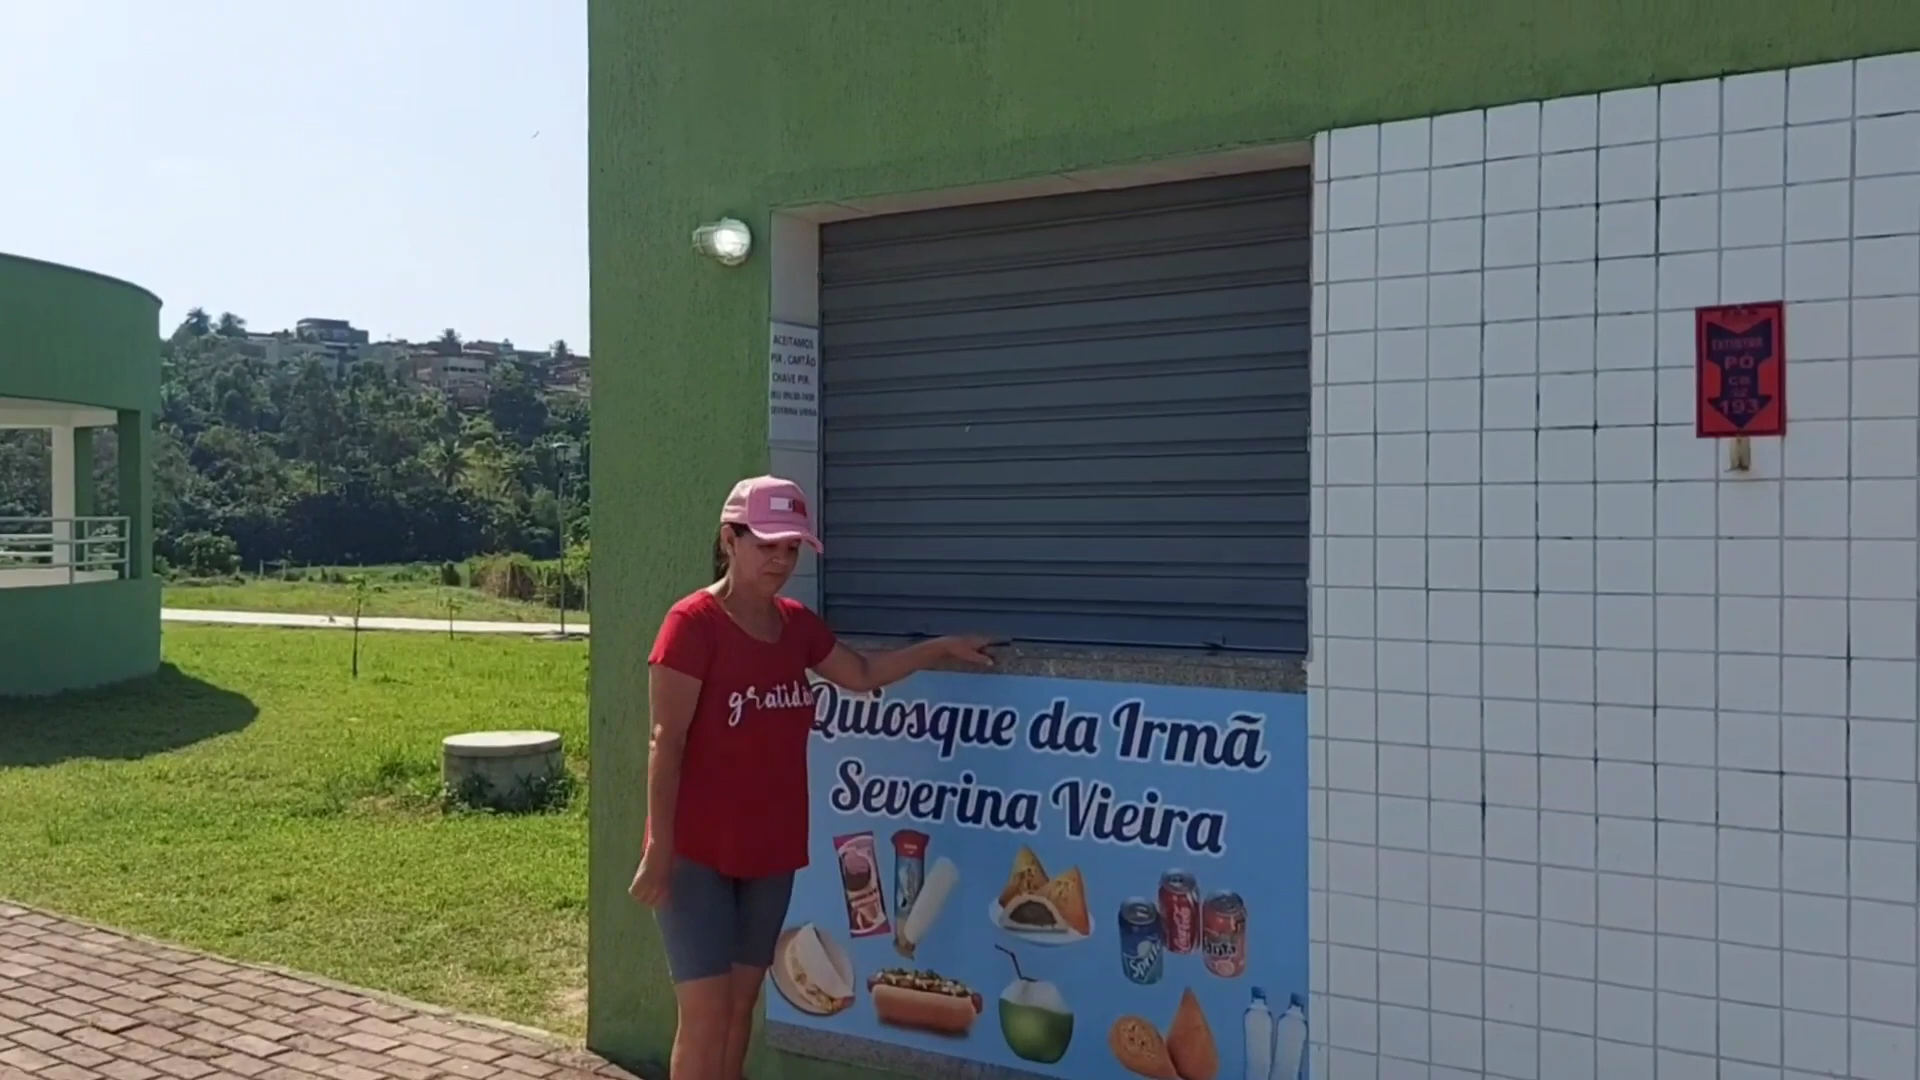 ACEITAMOS
PIX, CARTÃO
CHAVE PIX.
SEVERINA VIEIRA
gratidã
Quiosque da Irmã
Severina Vieira
Sprite
Coca-Cola
Fanta
EXTINTOR
PÓ
193